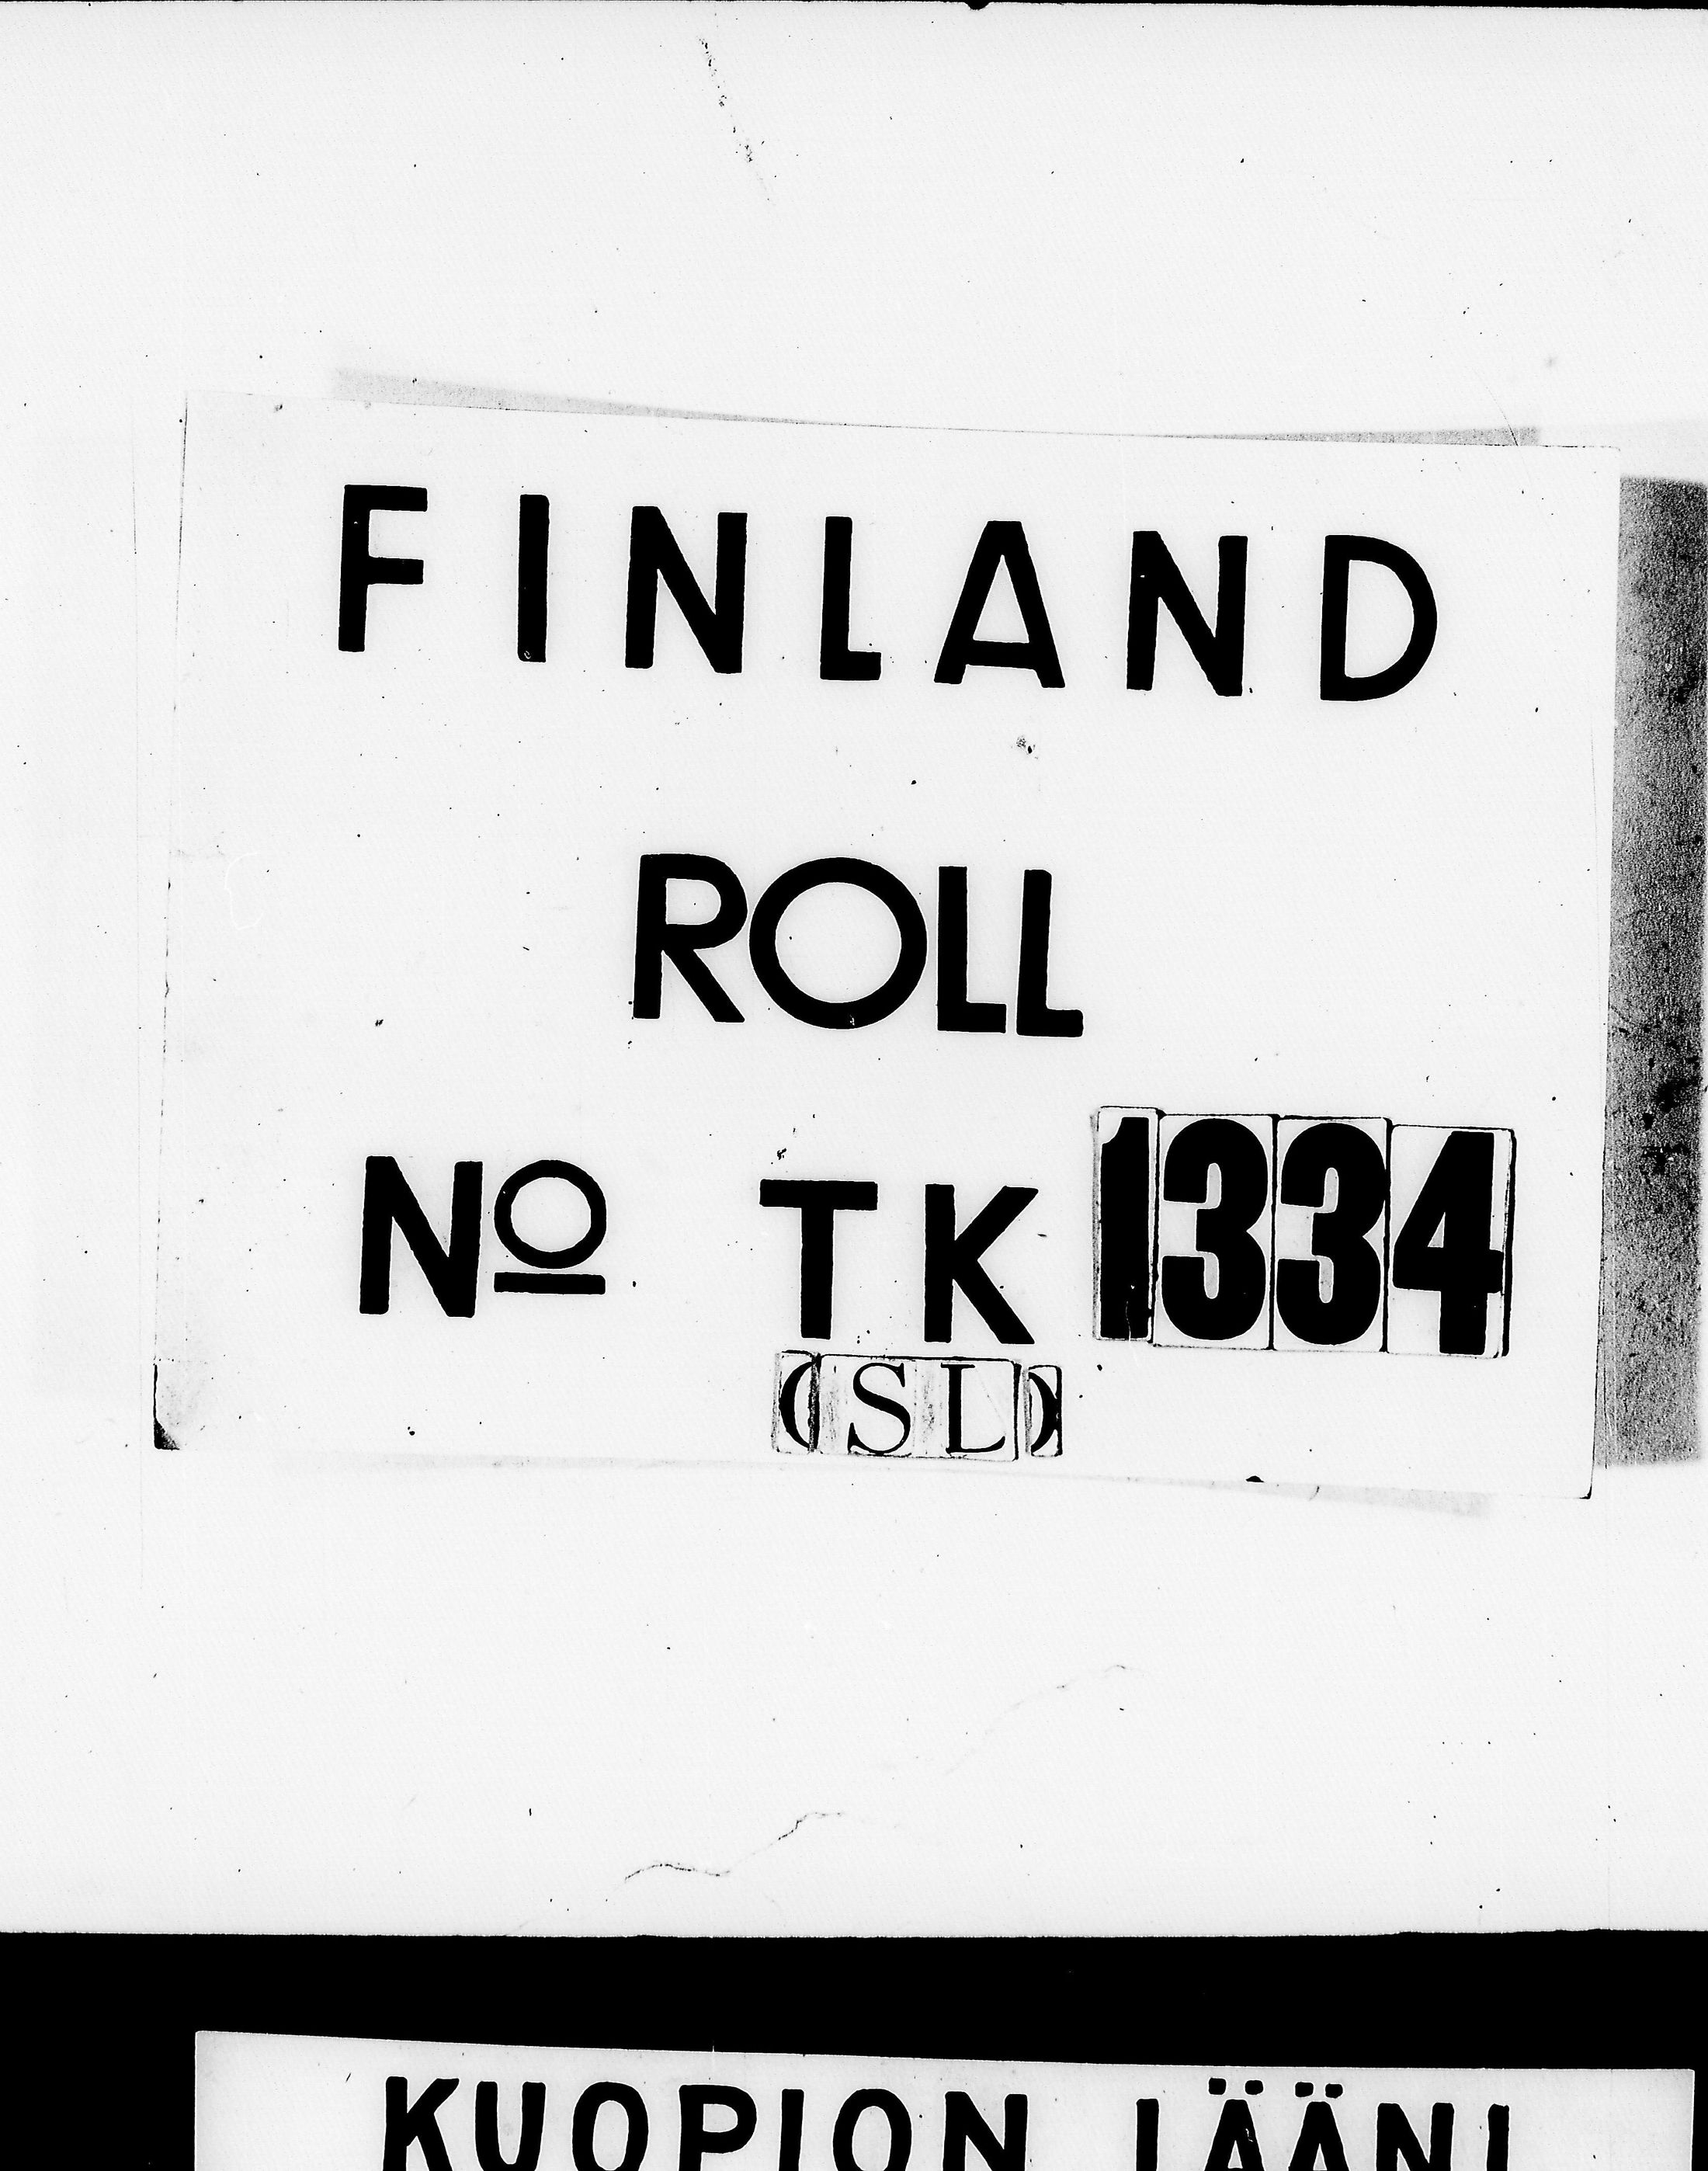 FINLAND
ROLL
Nº TK 1334
(SL)
KUOPION LÄÄNI